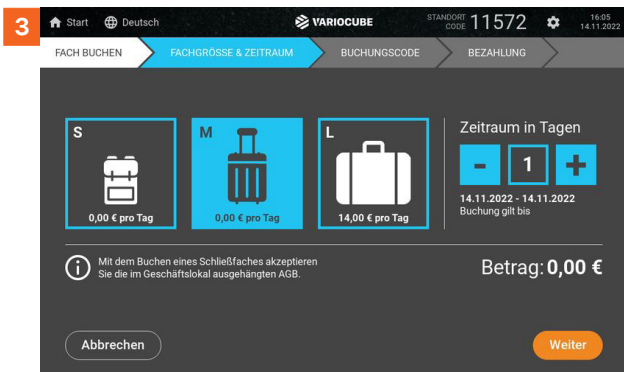 3
Start
Deutsch
VARIOCUBE
STANDORT CODE 11572
16:05
14.11.2022
FACH BUCHEN
FACHGRÖSSE & ZEITRAUM
BUCHUNGSCODE
BEZAHLUNG
S
0,00 € pro Tag
M
0,00 € pro Tag
L
14,00 € pro Tag
Zeitraum in Tagen
- 1 +
14.11.2022 - 14.11.2022
Buchung gilt bis
Mit dem Buchen eines Schließfaches akzeptieren
Sie die im Geschäftslokal ausgehängten AGB.
Betrag: 0,00 €
Abbrechen
Weiter